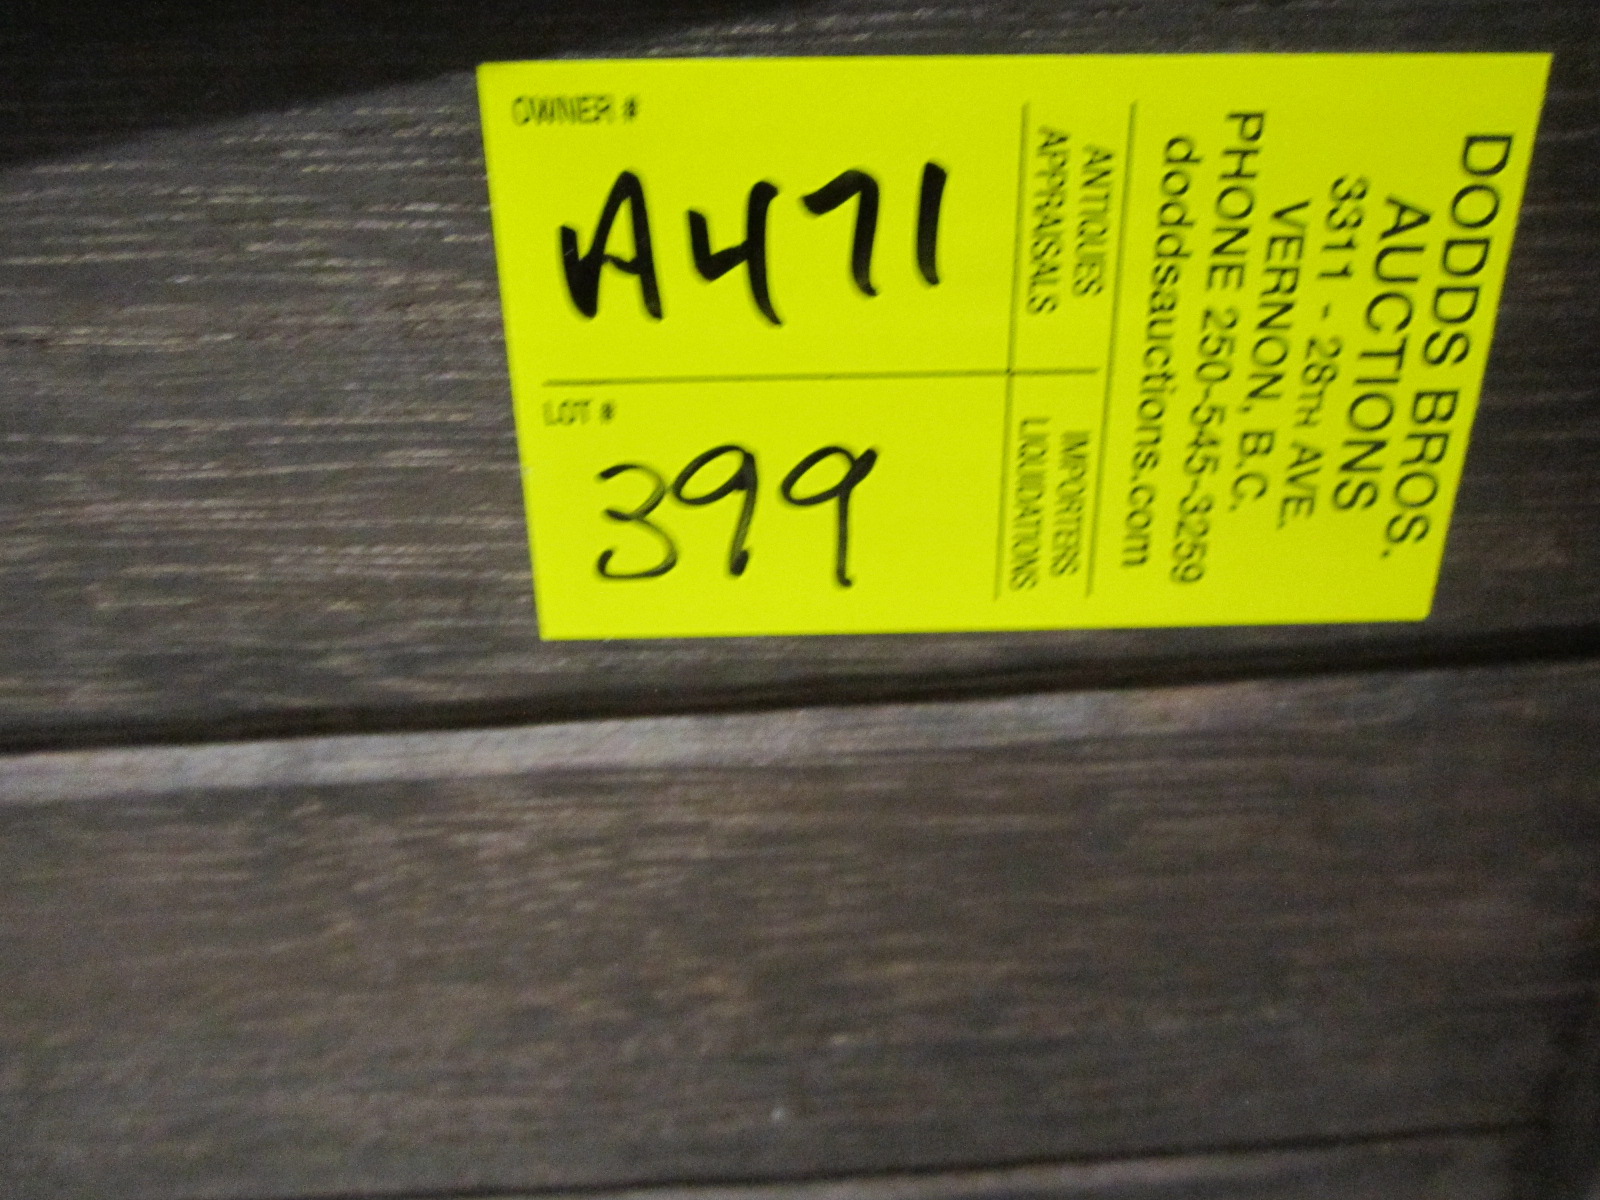 OWNER #
A471
LOT #
399
ANTIQUES
APPRAISALS
IMPORTERS
LIQUIDATIONS
DODDS BROS.
AUCTIONS
3311 - 28TH AVE.
VERNON, B.C.
PHONE 250-545-3259
doddsauctions.com